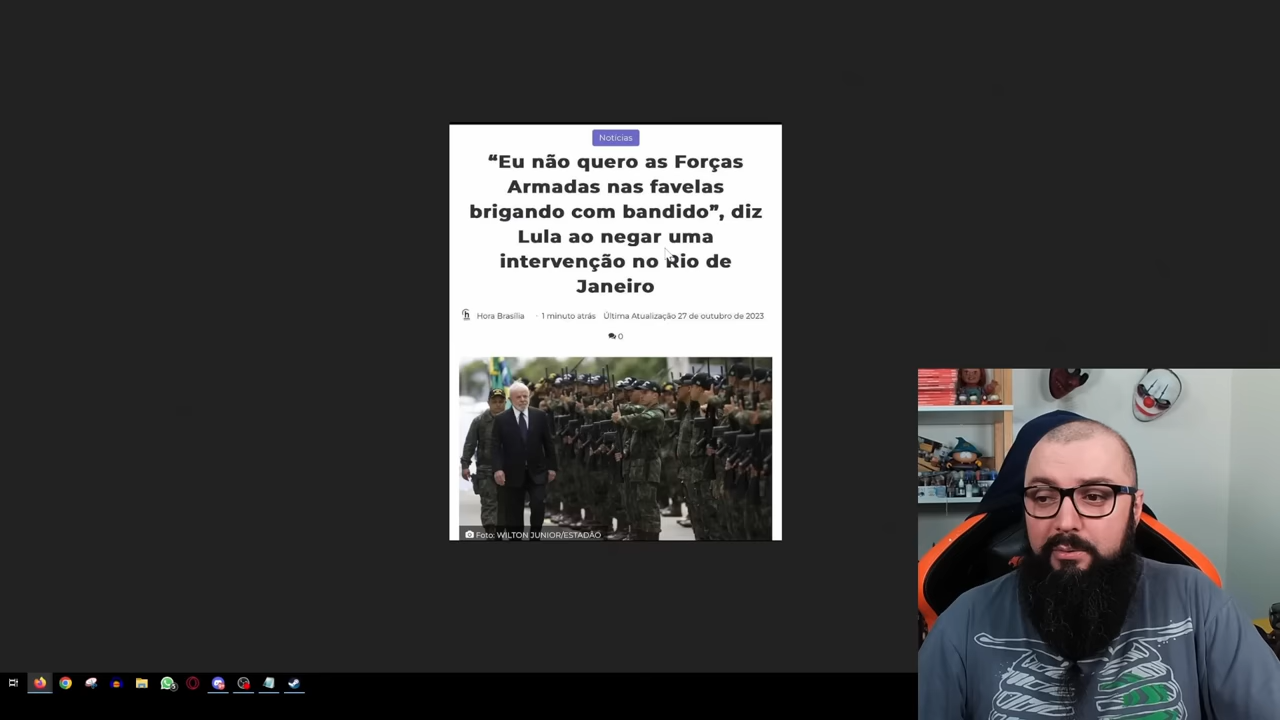 Notícias
“Eu não quero as Forças
Armadas nas favelas
brigando com bandido”, diz
Lula ao negar uma
intervenção no Rio de
Janeiro
Hora Brasília · 1 minuto atrás Última Atualização 27 de outubro de 2023
0
Foto: WILTON JUNIOR/ESTADÃO